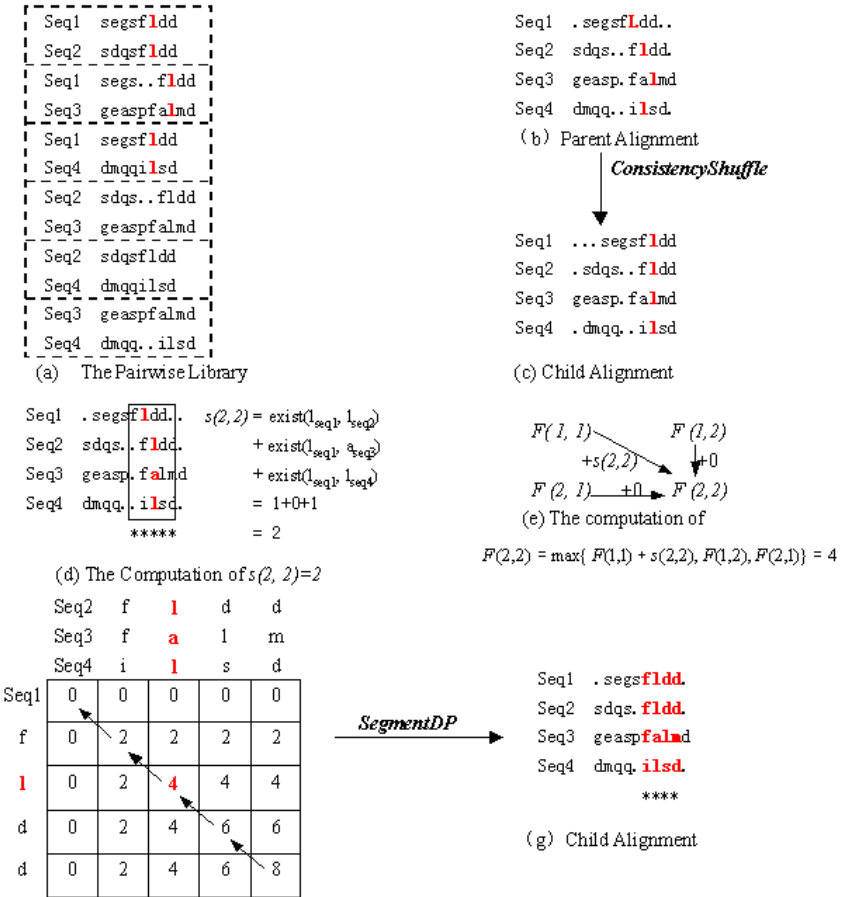 Seq1 segsfldd
Seq2 sdqsfldd
Seq1 segs..fldd
Seq3 geaspfalmd
Seq1 segsfldd
Seq4 dmqqilsd
Seq2 sdqs..fldd
Seq3 geaspfalmd
Seq2 sdqsfldd
Seq4 dmqqilsd
Seq3 geaspfalmd
Seq4 dmqq..ilsd
(a) The Pairwise Library
Seq1 .segsfLdd..
Seq2 sdqs..fldd.
Seq3 geasp.falmd
Seq4 dmqq..ilsd.
(b) Parent Alignment
ConsistencyShuffle
Seq1 ...segsfldd
Seq2 .sdqs..fldd
Seq3 geasp.falmd
Seq4 .dmqq..ilsd
(c) Child Alignment
Seq1 .segsfldd.. s(2,2) = exist(l_seq1, l_seq2)
Seq2 sdqs..fldd. + exist(l_seq1, a_seq3)
Seq3 geasp.falmd + exist(l_seq1, l_seq4)
Seq4 dmqq..ilsd. = 1+0+1
***** = 2
(d) The Computation of s(2, 2)=2
F(1, 1) F(1,2)
+s(2,2) +0
F(2, 1) +0 F(2,2)
(e) The computation of
F(2,2) = max{ F(1,1) + s(2,2), F(1,2), F(2,1)} = 4
Seq2 f l d d
Seq3 f a l m
Seq4 i l s d
Seq1 0 0 0 0 0
f 0 2 2 2 2
l 0 2 4 4 4
d 0 2 4 6 6
d 0 2 4 6 8
SegmentDP
Seq1 .segsfldd.
Seq2 sdqs.fldd.
Seq3 geaspfalmd
Seq4 dmqq.ilsd.
****
(g) Child Alignment